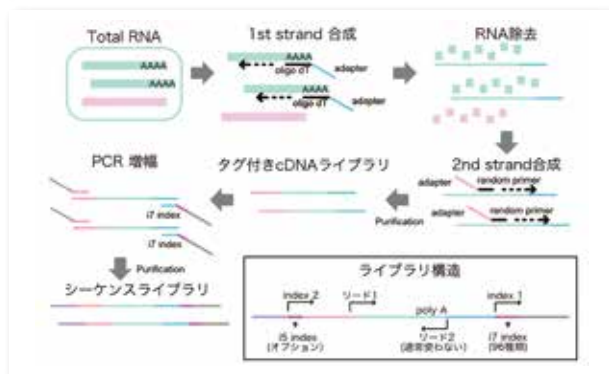 Total RNA
AAAA
AAAA
1st strand 合成
AAAA
oligo dT
adapter
AAAA
oligo dT
adapter
RNA除去
2nd strand合成
adapter
random primer
adapter
random primer
Purification
タグ付きcDNAライブラリ
PCR 増幅
i7 index
i7 index
Purification
シーケンスライブラリ
ライブラリ構造
index 2
リード1
poly A
index 1
i5 index
(オプション)
リード2
(通常使わない)
i7 index
(96種類)